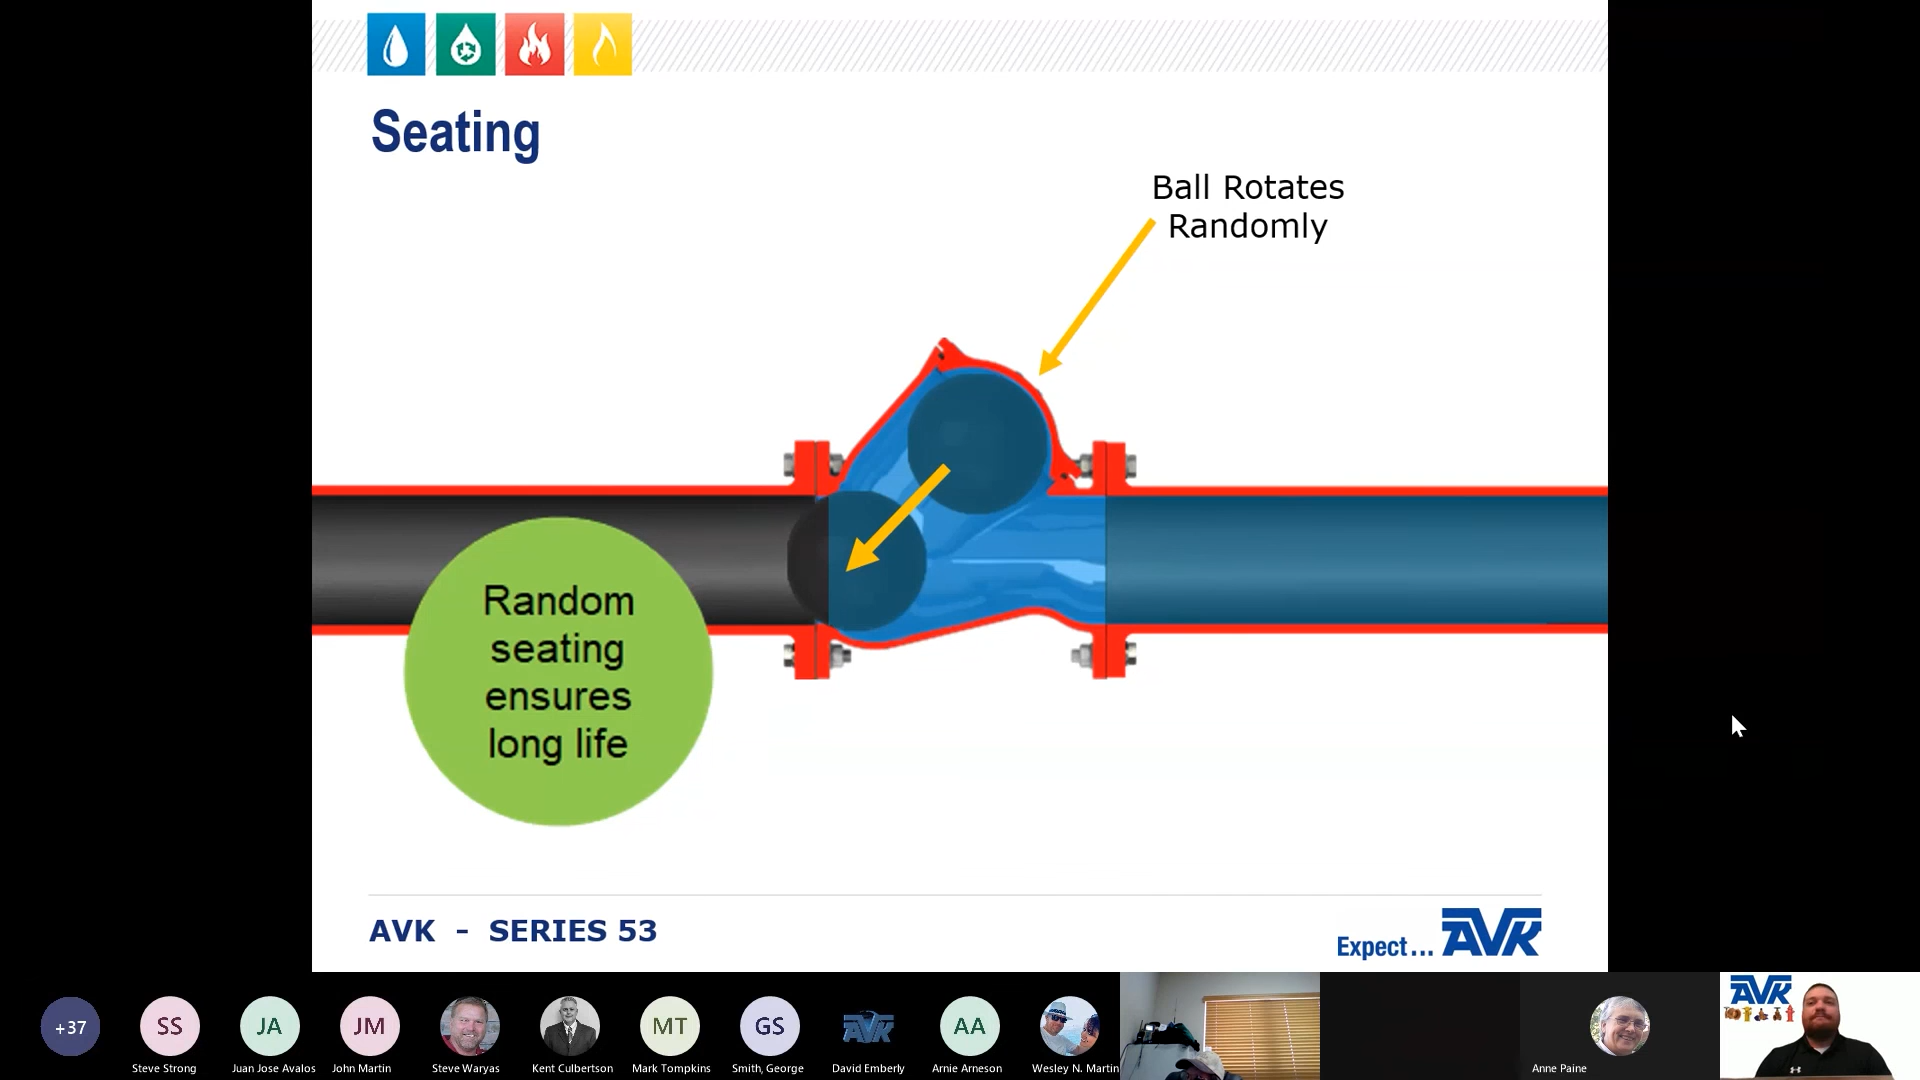 Seating
Ball Rotates
Randomly
Random
seating
ensures
long life
AVK - SERIES 53
Expect... AVK
+37
SS
JA
JM
MT
GS
AVK
AA
AVK
Steve Strong
Juan Jose Avalos
John Martin
Steve Waryas
Kent Culbertson
Mark Tompkins
Smith, George
David Emberly
Arnie Arneson
Wesley N. Martin
Anne Paine